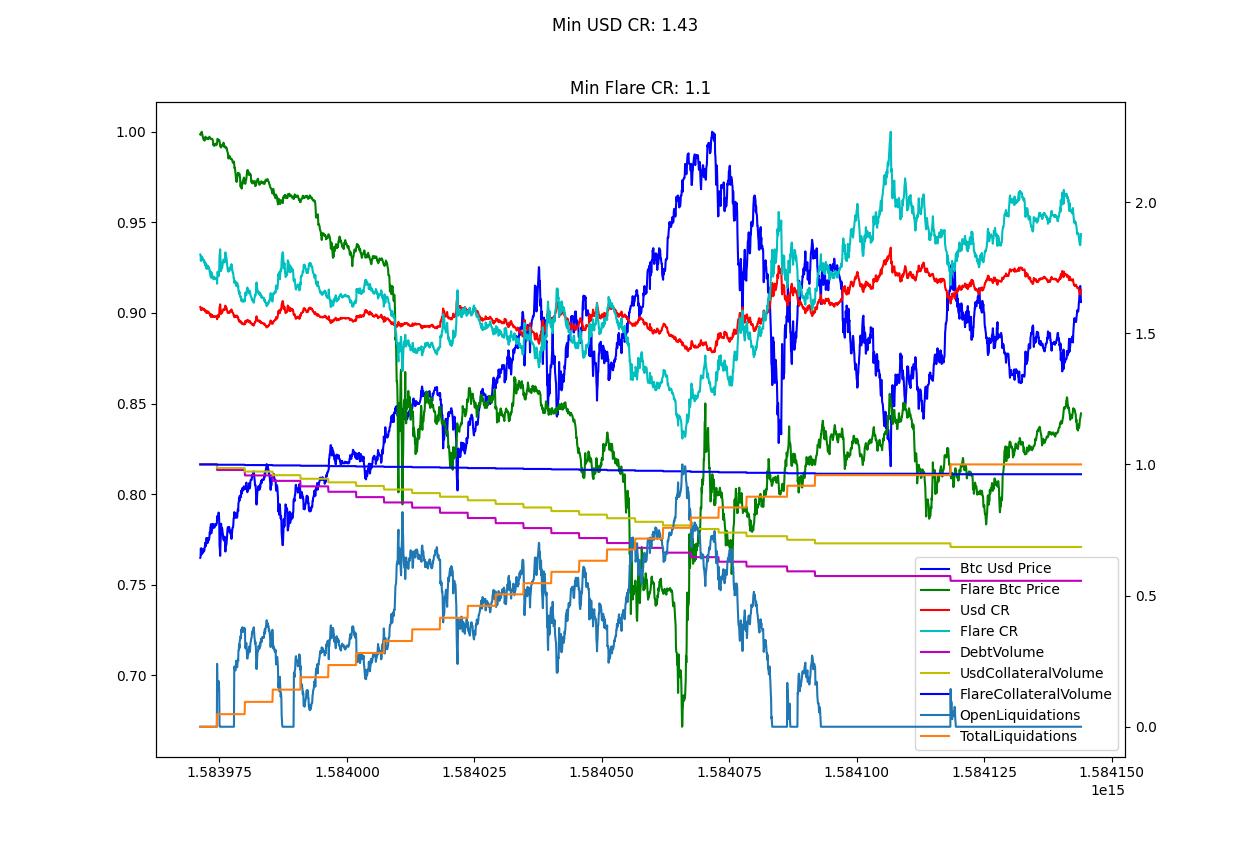 Min USD CR: 1.43
Min Flare CR: 1.1
1.00
0.95
0.90
0.85
0.80
0.75
0.70
2.0
1.5
1.0
0.5
0.0
Btc Usd Price
Flare Btc Price
Usd CR
Flare CR
DebtVolume
UsdCollateralVolume
FlareCollateralVolume
OpenLiquidations
TotalLiquidations
1.583975 1.584000 1.584025 1.584050 1.584075 1.584100 1.584125 1.584150
1e15